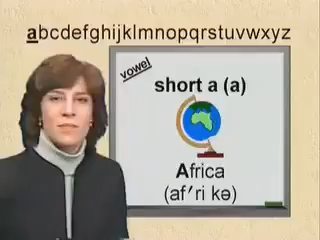 abcdefghijklmnopqrstuvwxyz
vowel
short a (a)
Africa
(af′ri kə)